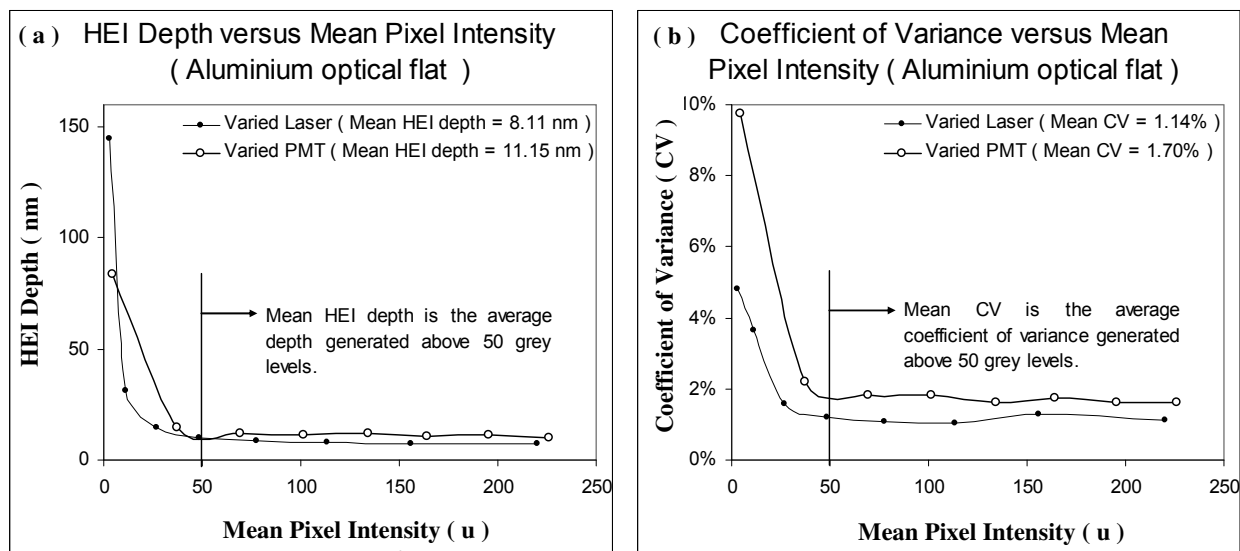 ( a ) HEI Depth versus Mean Pixel Intensity
( Aluminium optical flat )
HEI Depth ( nm )
150
100
50
0
Varied Laser ( Mean HEI depth = 8.11 nm )
Varied PMT ( Mean HEI depth = 11.15 nm )
Mean HEI depth is the average
depth generated above 50 grey
levels.
0 50 100 150 200 250
Mean Pixel Intensity ( u )
( b ) Coefficient of Variance versus Mean
Pixel Intensity ( Aluminium optical flat )
Coefficient of Variance ( CV )
10%
8%
6%
4%
2%
0%
Varied Laser ( Mean CV = 1.14% )
Varied PMT ( Mean CV = 1.70% )
Mean CV is the average
coefficient of variance generated
above 50 grey levels.
0 50 100 150 200 250
Mean Pixel Intensity ( u )